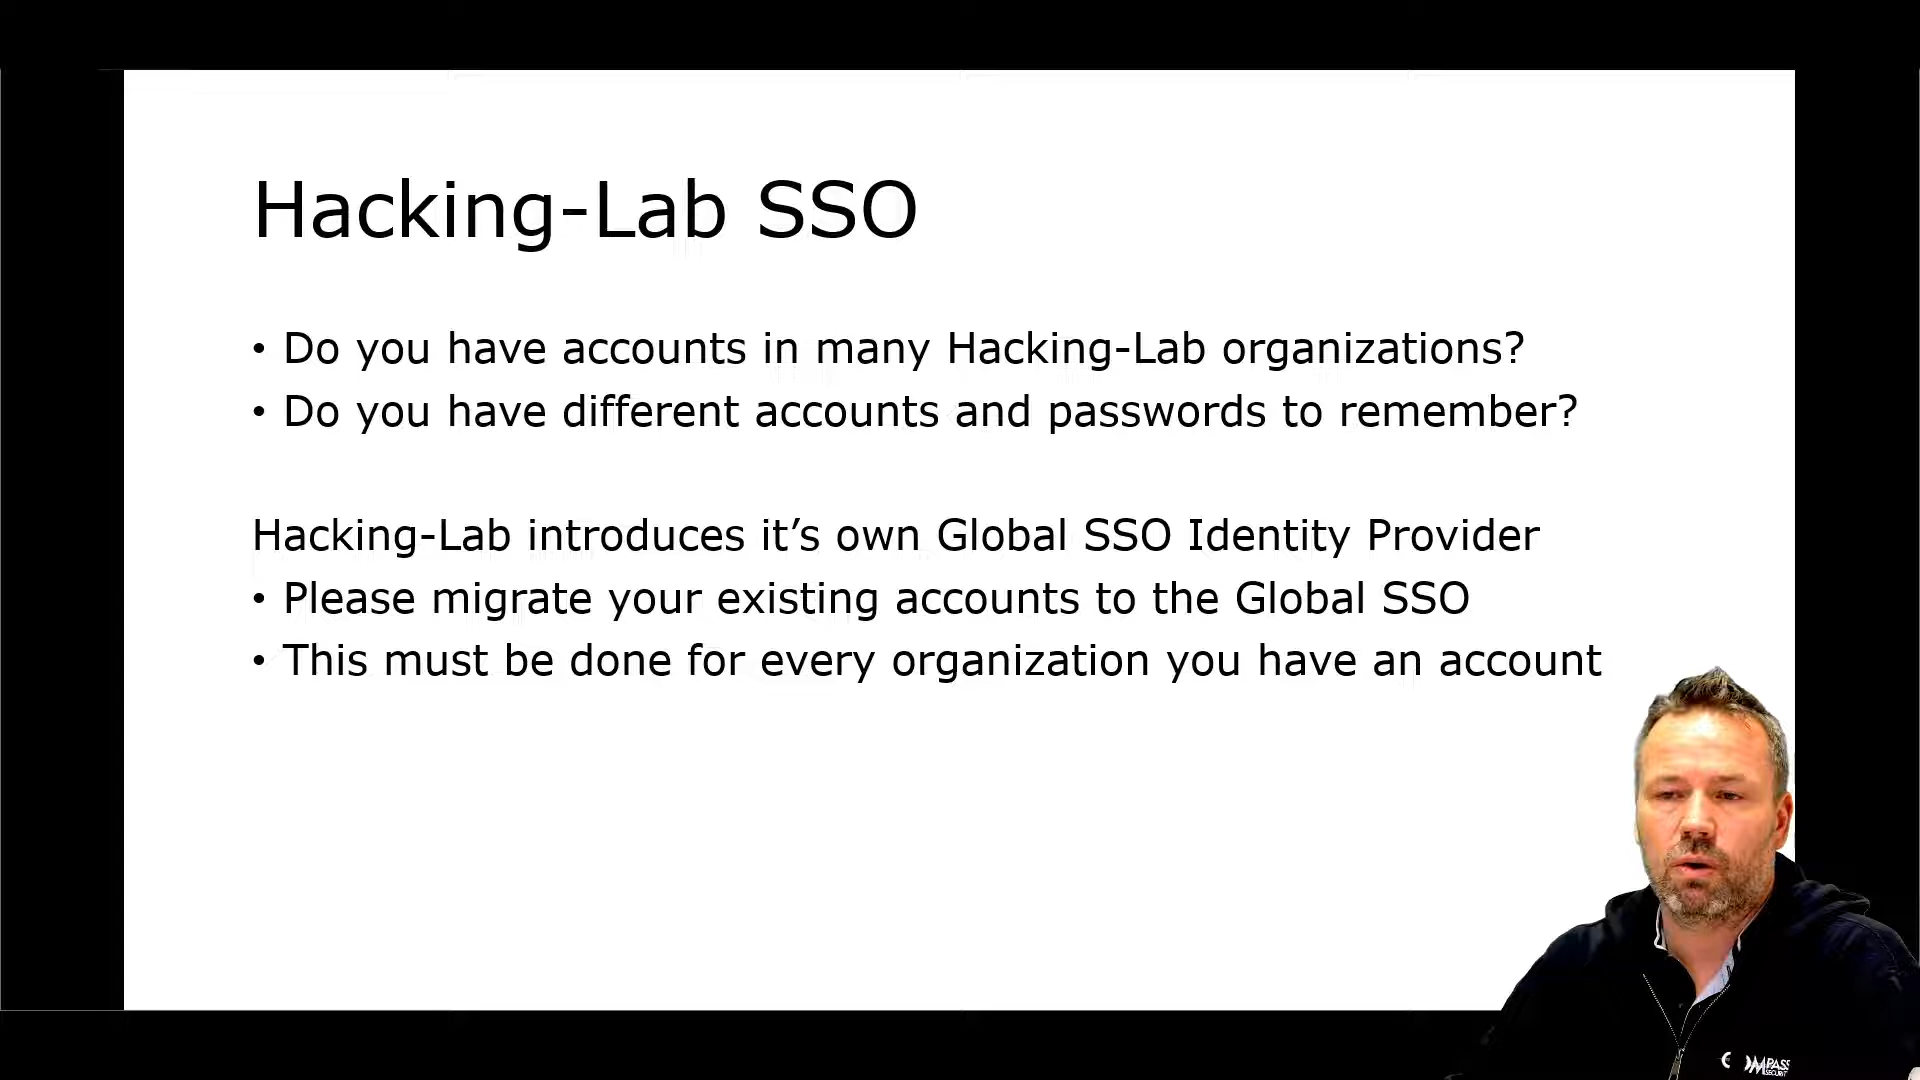 Hacking-Lab SSO
• Do you have accounts in many Hacking-Lab organizations?
• Do you have different accounts and passwords to remember?
Hacking-Lab introduces it’s own Global SSO Identity Provider
• Please migrate your existing accounts to the Global SSO
• This must be done for every organization you have an account